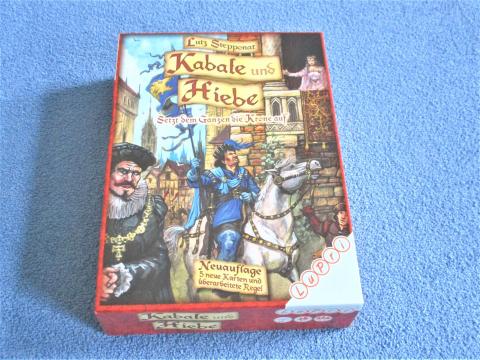 Lutz Stepponat
Kabale und
Hiebe
Setzt dem Ganzen die Krone auf
Neuauflage
5 neue Karten und
überarbeitete Regel
Lupri
Kabale und
Hiebe